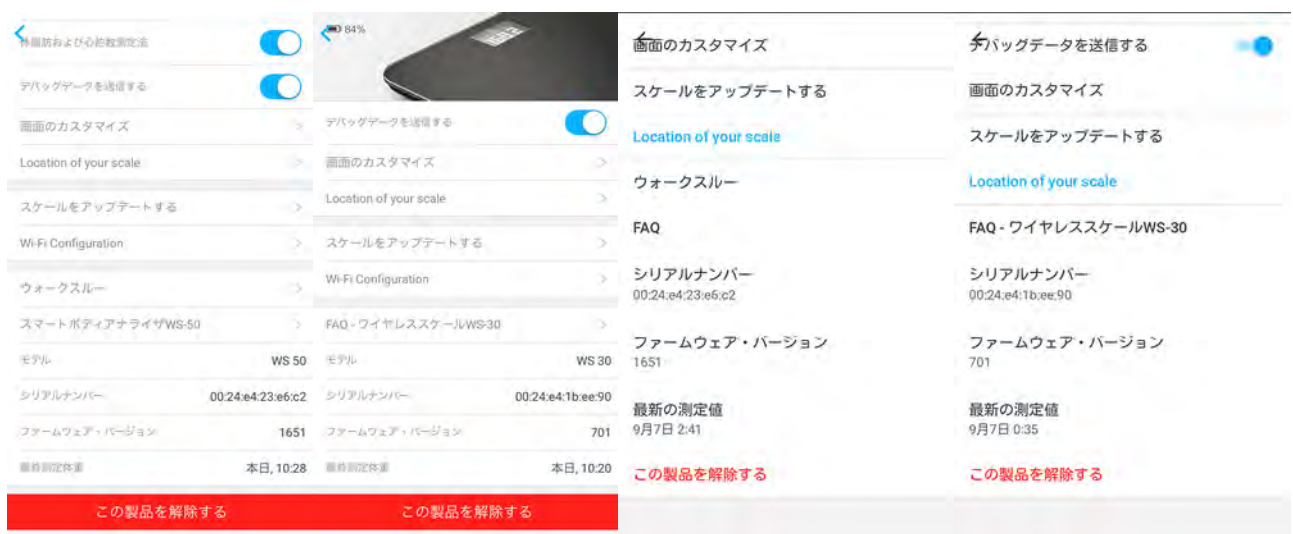 体脂肪および心拍数測定法
デバッグデータを送信する
画面のカスタマイズ
Location of your scale
スケールをアップデートする
Wi-Fi Configuration
ウォークスルー
スマートボディアナライザWS-50
モデル
WS 50
シリアルナンバー
00:24:e4:23:e6:c2
ファームウェア・バージョン
1651
最終測定体重
本日, 10:28
この製品を解除する
84%
デバッグデータを送信する
画面のカスタマイズ
Location of your scale
スケールをアップデートする
Wi-Fi Configuration
FAQ - ワイヤレススケールWS-30
モデル
WS 30
シリアルナンバー
00:24:e4:1b:ee:90
ファームウェア・バージョン
701
最終測定体重
本日, 10:20
この製品を解除する
画面のカスタマイズ
スケールをアップデートする
Location of your scale
ウォークスルー
FAQ
シリアルナンバー
00:24:e4:23:e6:c2
ファームウェア・バージョン
1651
最新の測定値
9月7日 2:41
この製品を解除する
デバッグデータを送信する
画面のカスタマイズ
スケールをアップデートする
Location of your scale
FAQ - ワイヤレススケールWS-30
シリアルナンバー
00:24:e4:1b:ee:90
ファームウェア・バージョン
701
最新の測定値
9月7日 0:35
この製品を解除する